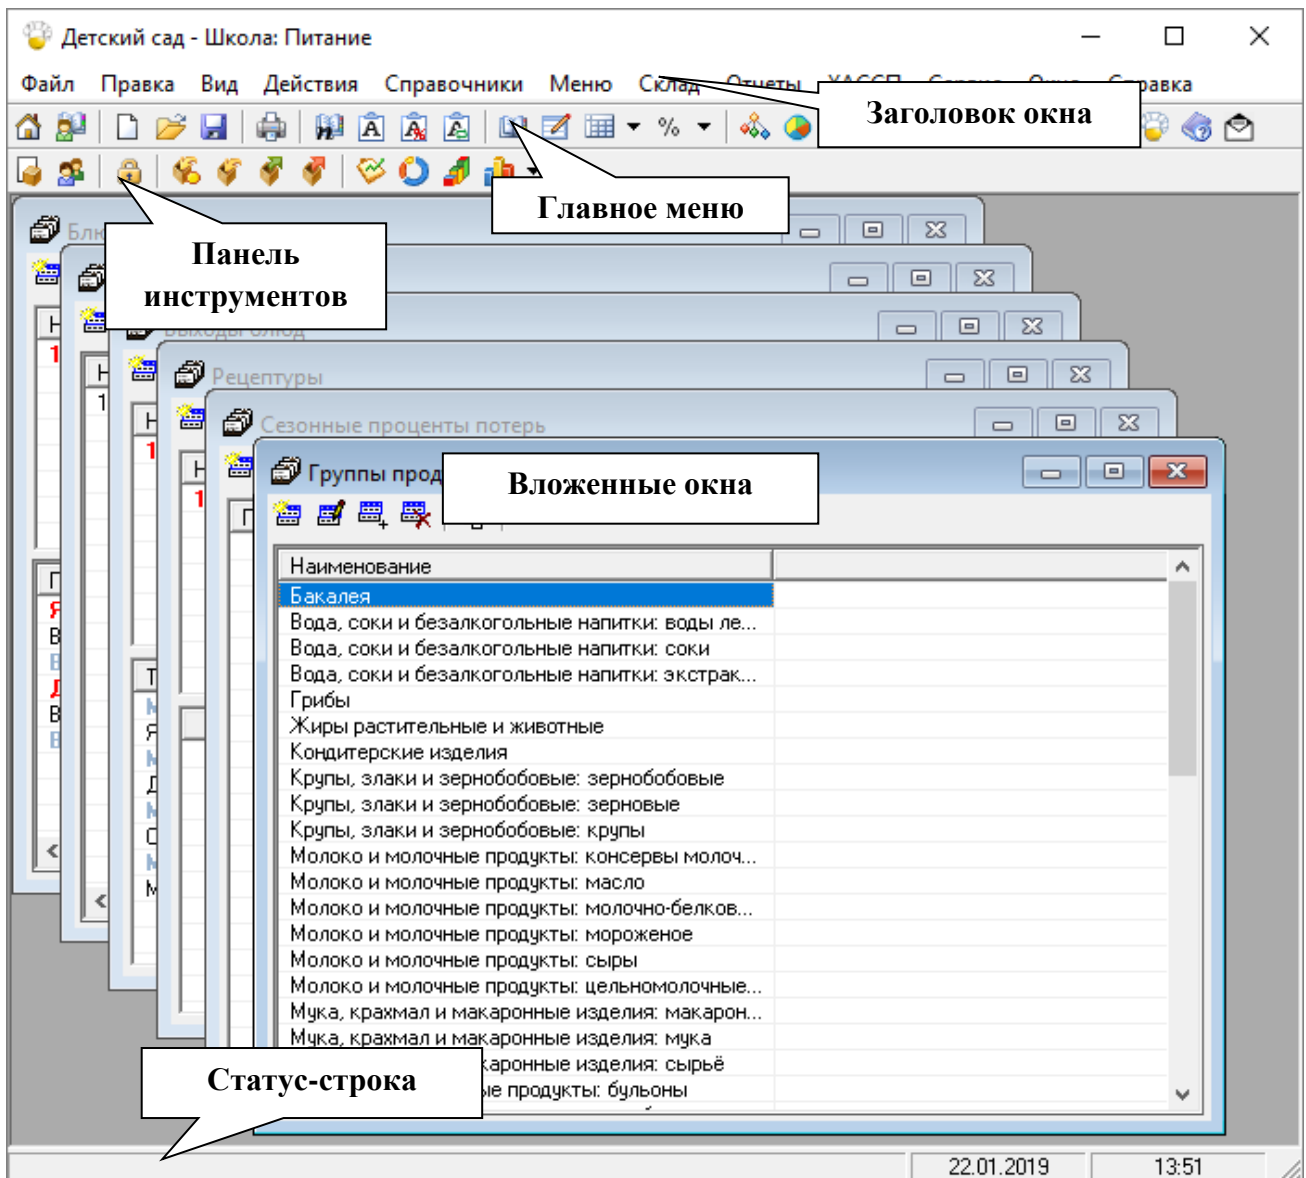 Детский сад - Школа: Питание
Файл Правка Вид Действия Справочники Меню Склад Отчеты
Заголовок окна
Главное меню
Панель
инструментов
Выходы блюд
Рецептуры
Сезонные проценты потерь
Группы прод
Вложенные окна
Наименование
Бакалея
Вода, соки и безалкогольные напитки: воды ле...
Вода, соки и безалкогольные напитки: соки
Вода, соки и безалкогольные напитки: экстрак...
Грибы
Жиры растительные и животные
Кондитерские изделия
Крупы, злаки и зернобобовые: зернобобовые
Крупы, злаки и зернобобовые: зерновые
Крупы, злаки и зернобобовые: крупы
Молоко и молочные продукты: консервы молоч...
Молоко и молочные продукты: масло
Молоко и молочные продукты: молочно-белков...
Молоко и молочные продукты: мороженое
Молоко и молочные продукты: сыры
Молоко и молочные продукты: цельномолочные...
Мука, крахмал и макаронные изделия: макарон...
Мука, крахмал и макаронные изделия: мука
каронные изделия: сырьё
ые продукты: бульоны
Статус-строка
22.01.2019 13:51